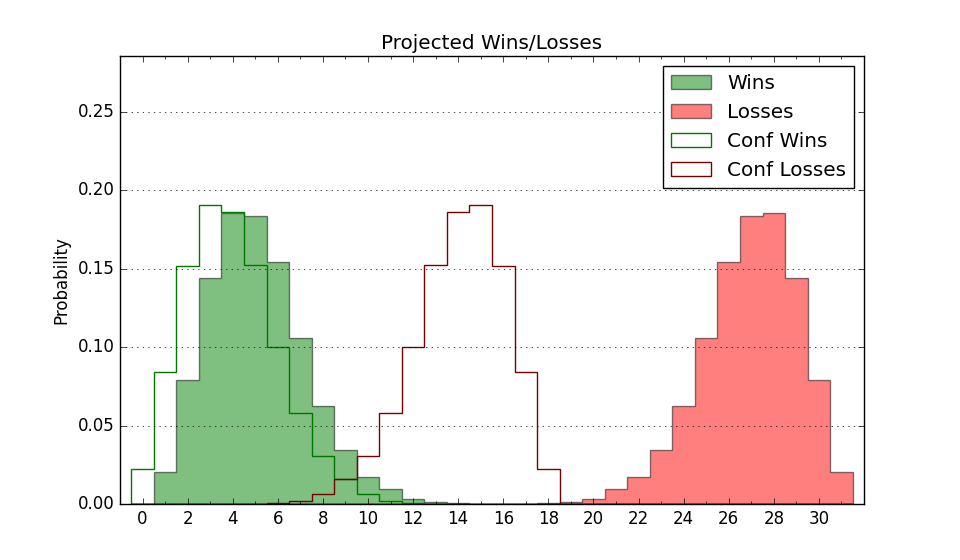 Projected Wins/Losses
Wins
Losses
Conf Wins
Conf Losses
Probability
0.25
0.20
0.15
0.10
0.05
0.00
0 2 4 6 8 10 12 14 16 18 20 22 24 26 28 30